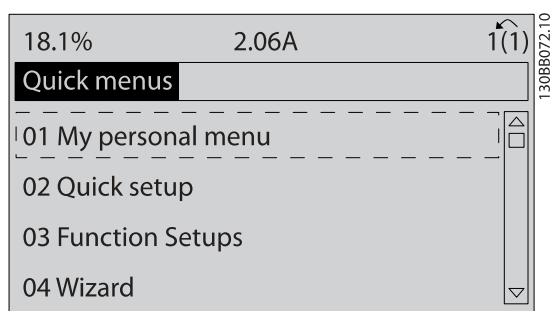 18.1% 2.06A 1(1)
Quick menus
01 My personal menu
02 Quick setup
03 Function Setups
04 Wizard
130BB072.10